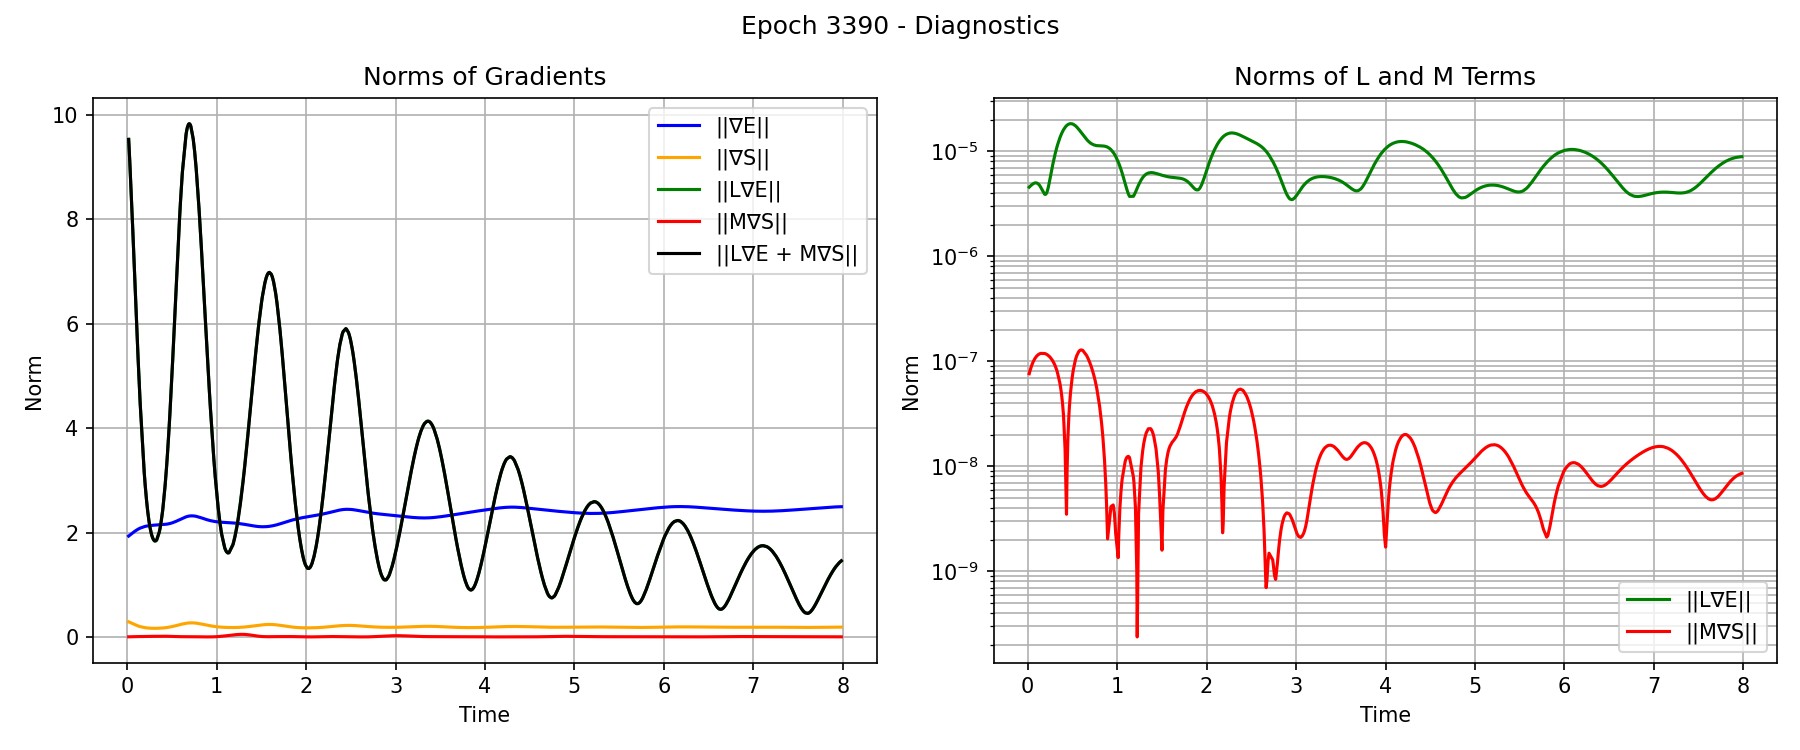 Epoch 3390 - Diagnostics
Norms of Gradients
10
8
6
4
2
0
Norm
0 1 2 3 4 5 6 7 8
Time
||∇E||
||∇S||
||L∇E||
||M∇S||
||L∇E + M∇S||
Norms of L and M Terms
10⁻⁵
10⁻⁶
10⁻⁷
10⁻⁸
10⁻⁹
Norm
0 1 2 3 4 5 6 7 8
Time
||L∇E||
||M∇S||